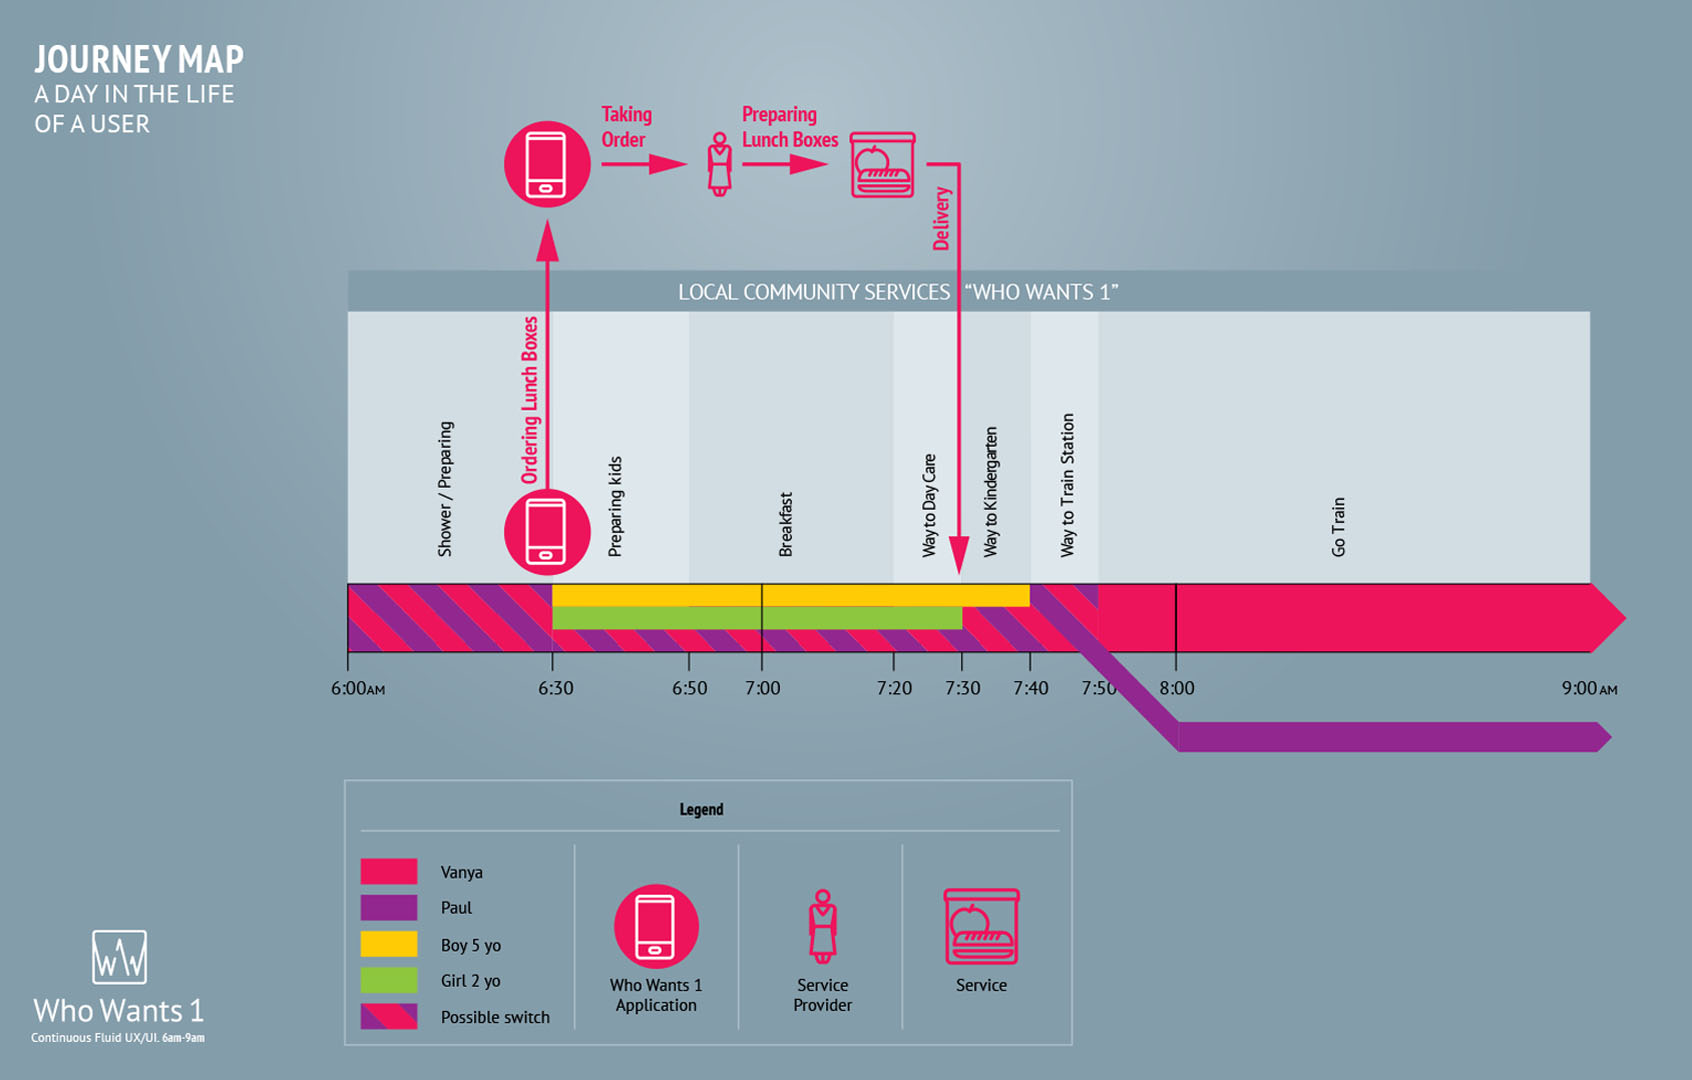 JOURNEY MAP
A DAY IN THE LIFE
OF A USER
Taking
Order
Preparing
Lunch Boxes
Delivery
LOCAL COMMUNITY SERVICES "WHO WANTS 1"
Ordering Lunch Boxes
Shower / Preparing
Preparing kids
Breakfast
Way to Day Care
Way to Kindergarten
Way to Train Station
Go Train
6:00 AM
6:30
6:50
7:00
7:20
7:30
7:40
7:50
8:00
9:00 AM
Legend
Vanya
Paul
Boy 5 yo
Girl 2 yo
Possible switch
Who Wants 1
Application
Service
Provider
Service
Who Wants 1
Continuous Fluid UX/UI. 6am-9am